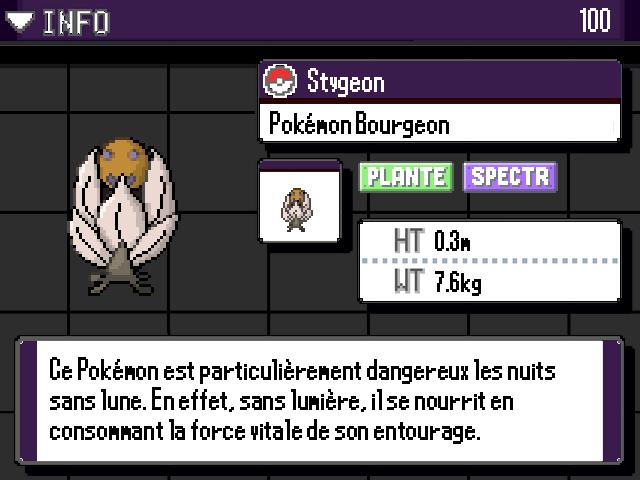 INFO
100
Stygeon
Pokémon Bourgeon
PLANTE
SPECTR
HT 0.3m
WT 7.6kg
Ce Pokémon est particulièrement dangereux les nuits
sans lune. En effet, sans lumière, il se nourrit en
consommant la force vitale de son entourage.